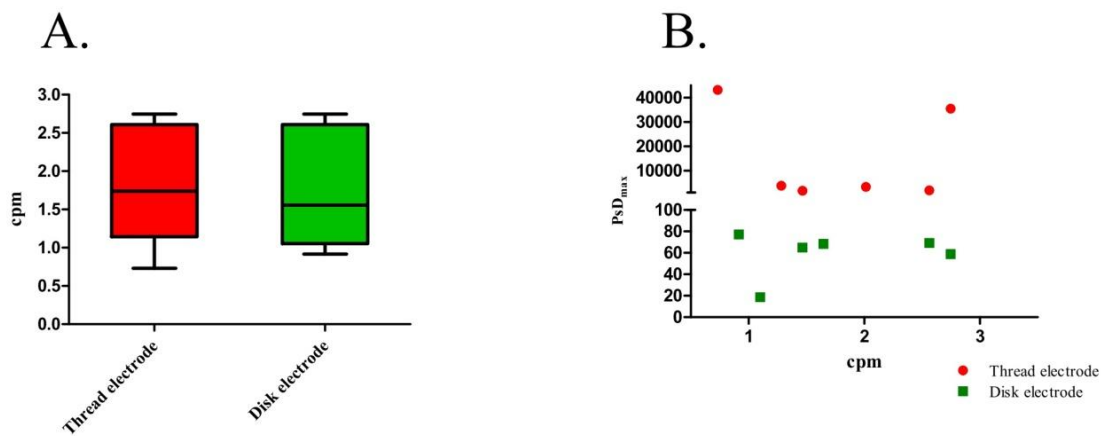 A.
3.0
2.5
2.0
1.5
1.0
0.5
0.0
cpm
Thread electrode
Disk electrode
B.
40000
30000
20000
10000
100
80
60
40
20
0
PsDmax
1 2 3
cpm
Thread electrode
Disk electrode